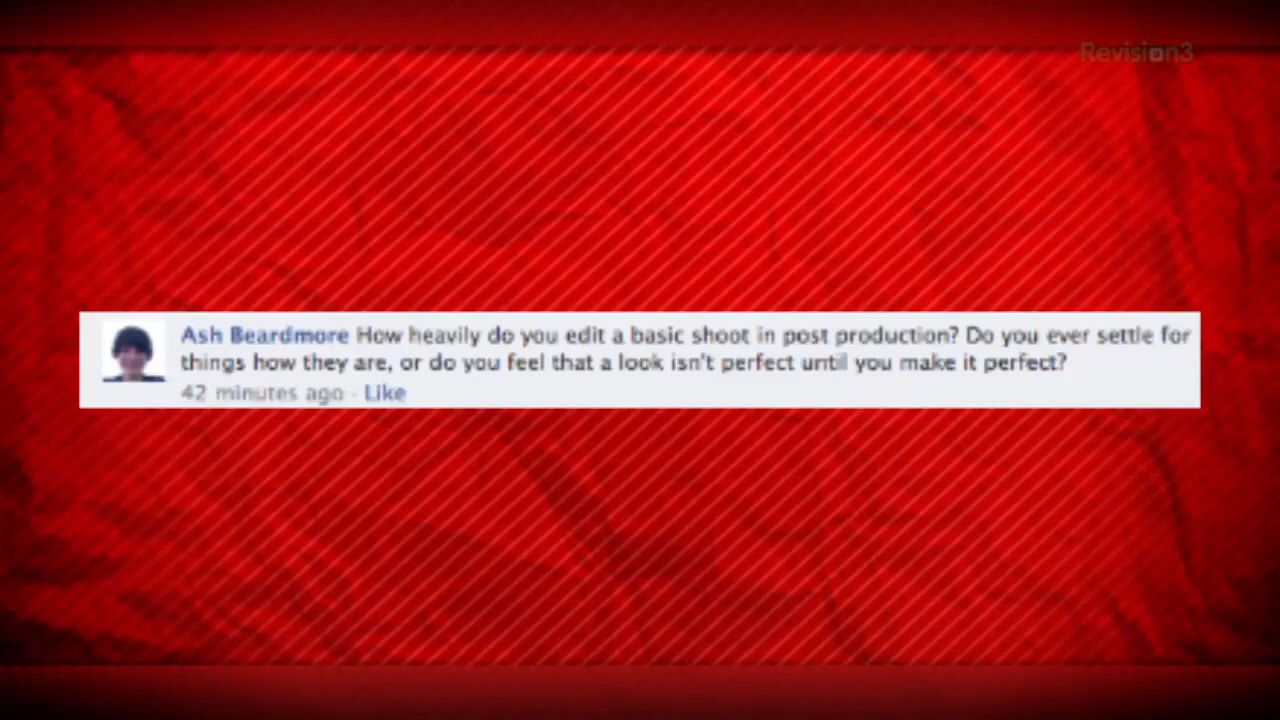 Revision3
Ash Beardmore How heavily do you edit a basic shoot in post production? Do you ever settle for
things how they are, or do you feel that a look isn't perfect until you make it perfect?
42 minutes ago · Like